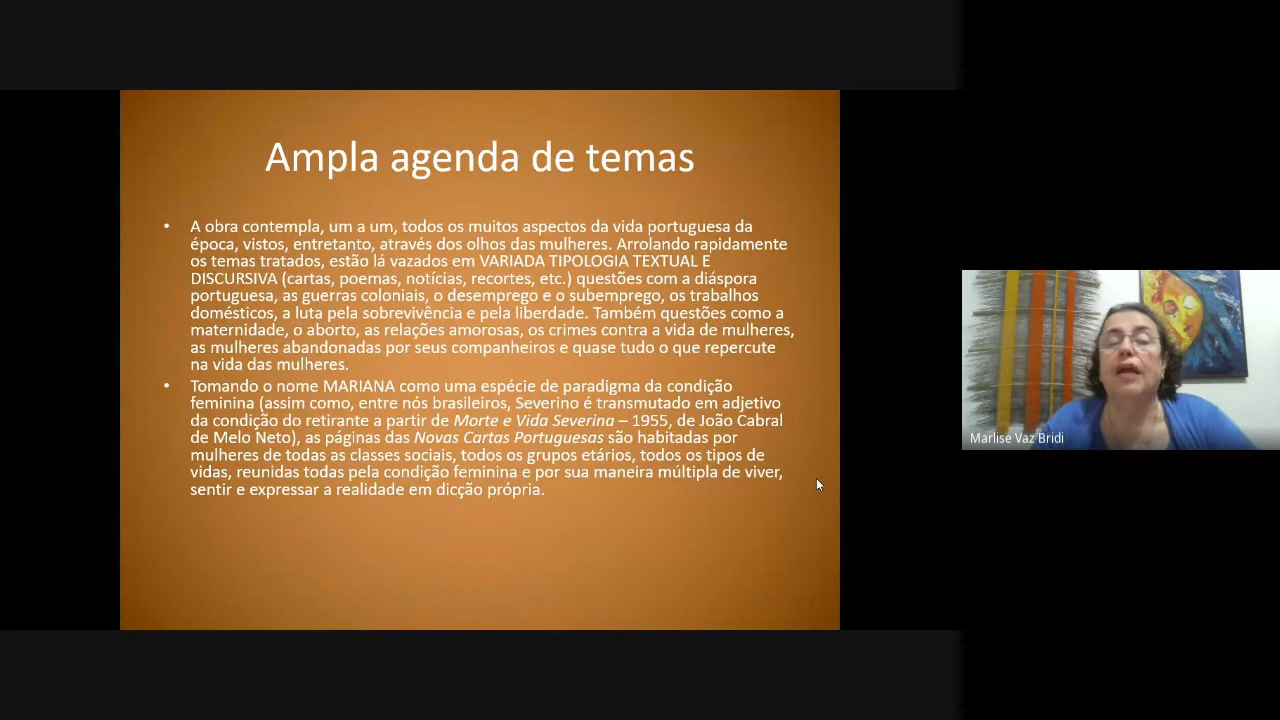 Ampla agenda de temas
• A obra contempla, um a um, todos os muitos aspectos da vida portuguesa da
época, vistos, entretanto, através dos olhos das mulheres. Arrolando rapidamente
os temas tratados, estão lá vazados em VARIADA TIPOLOGIA TEXTUAL E
DISCURSIVA (cartas, poemas, notícias, recortes, etc.) questões com a diáspora
portuguesa, as guerras coloniais, o desemprego e o subemprego, os trabalhos
domésticos, a luta pela sobrevivência e pela liberdade. Também questões como a
maternidade, o aborto, as relações amorosas, os crimes contra a vida de mulheres,
as mulheres abandonadas por seus companheiros e quase tudo o que repercute
na vida das mulheres.
• Tomando o nome MARIANA como uma espécie de paradigma da condição
feminina (assim como, entre nós brasileiros, Severino é transmutado em adjetivo
da condição do retirante a partir de Morte e Vida Severina – 1955, de João Cabral
de Melo Neto), as páginas das Novas Cartas Portuguesas são habitadas por
mulheres de todas as classes sociais, todos os grupos etários, todos os tipos de
vidas, reunidas todas pela condição feminina e por sua maneira múltipla de viver,
sentir e expressar a realidade em dicção própria.
Marlise Vaz Bridi